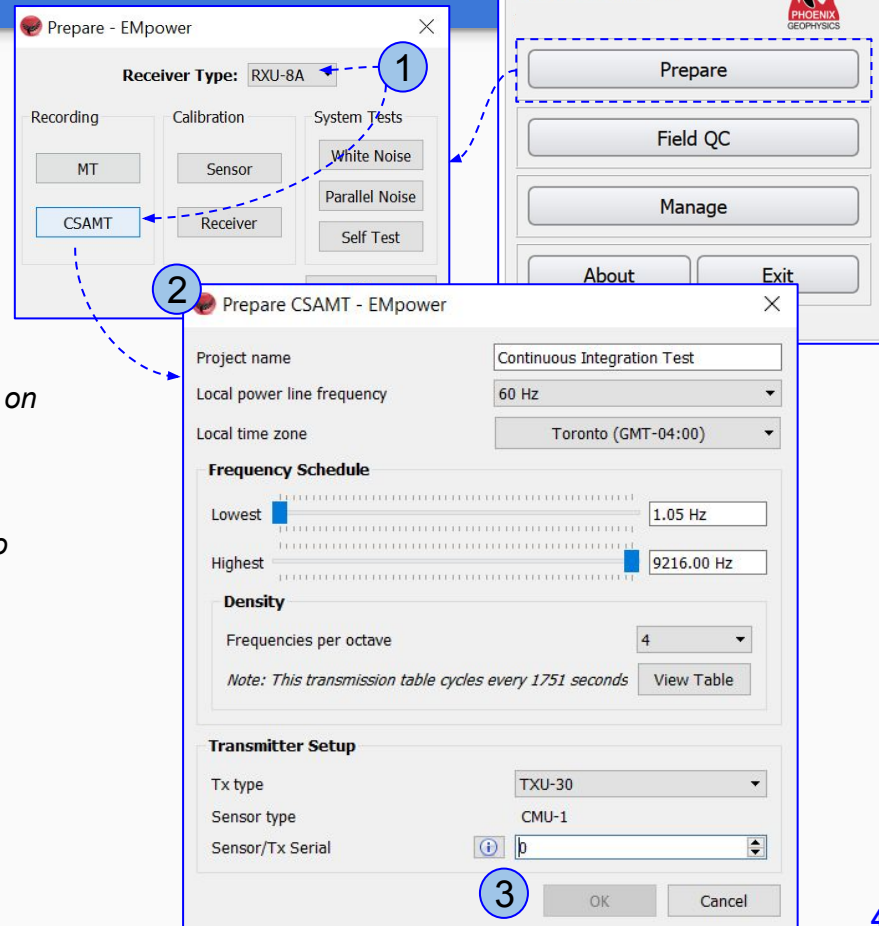 PHOENIX
GEOPHYSICS
Prepare - EMpower
Receiver Type: RXU-8A
1
Recording
Calibration
System Tests
MT
Sensor
White Noise
Parallel Noise
CSAMT
Receiver
Self Test
Prepare
Field QC
Manage
About
Exit
on
2
Prepare CSAMT - EMpower
Project name
Continuous Integration Test
Local power line frequency
60 Hz
Local time zone
Toronto (GMT-04:00)
Frequency Schedule
Lowest
1.05 Hz
Highest
9216.00 Hz
Density
Frequencies per octave
4
Note: This transmission table cycles every 1751 seconds
View Table
Transmitter Setup
Tx type
TXU-30
Sensor type
CMU-1
Sensor/Tx Serial
0
3
OK
Cancel